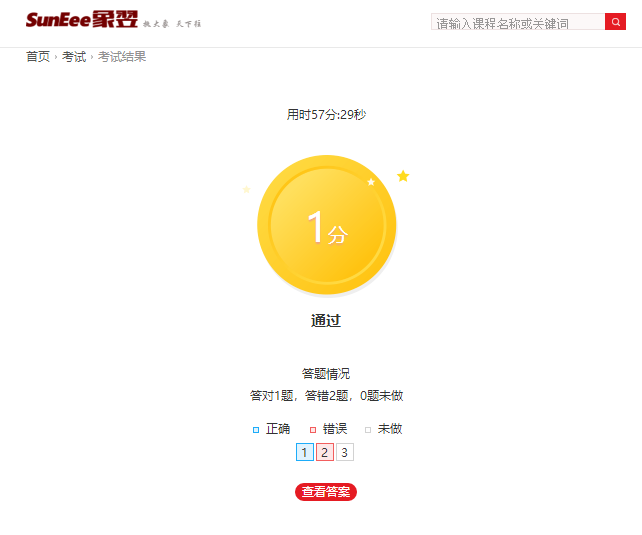 SunEee象翌
请输入课程名称或关键词
首页 › 考试 › 考试结果
用时57分:29秒
1分
通过
答题情况
答对1题，答错2题，0题未做
正确 错误 未做
1 2 3
查看答案